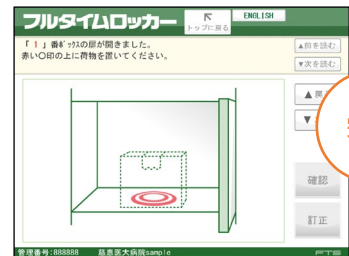 フルタイムロッカー
トップに戻る
ENGLISH
「 1 」番ボックスの扉が開きました。
赤い〇印の上に荷物を置いてください。
▲前を読む
▼次を読む
▲
▼
確認
訂正
管理番号:888888 慈恵医大病院sample
FTS